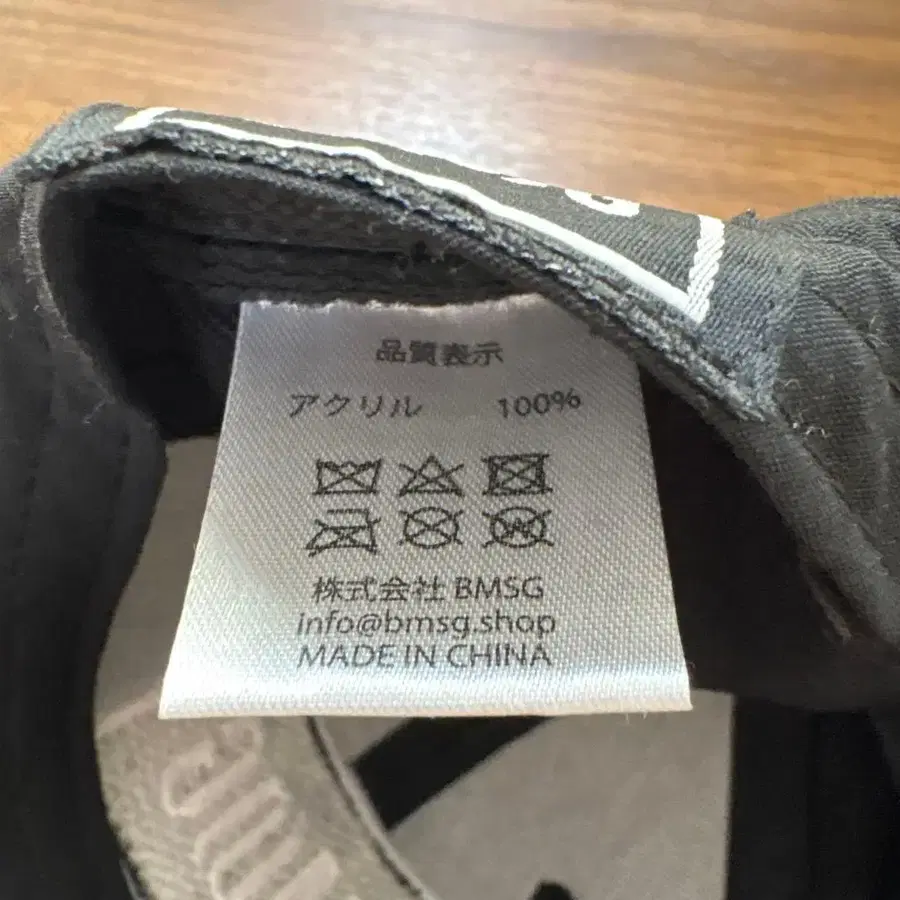 品質表示
アクリル 100%
株式会社 BMSG
info@bmsg.shop
MADE IN CHINA